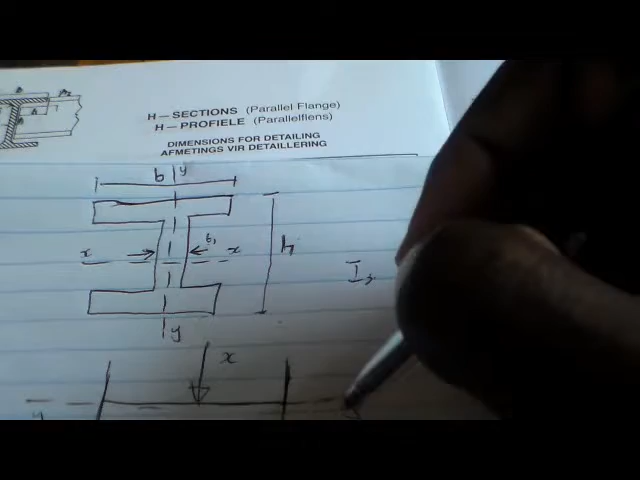 H — SECTIONS (Parallel Flange)
H — PROFIELE (Parallelflens)
DIMENSIONS FOR DETAILING
AFMETINGS VIR DETAILLERING
b y
x x
h
y
x
y